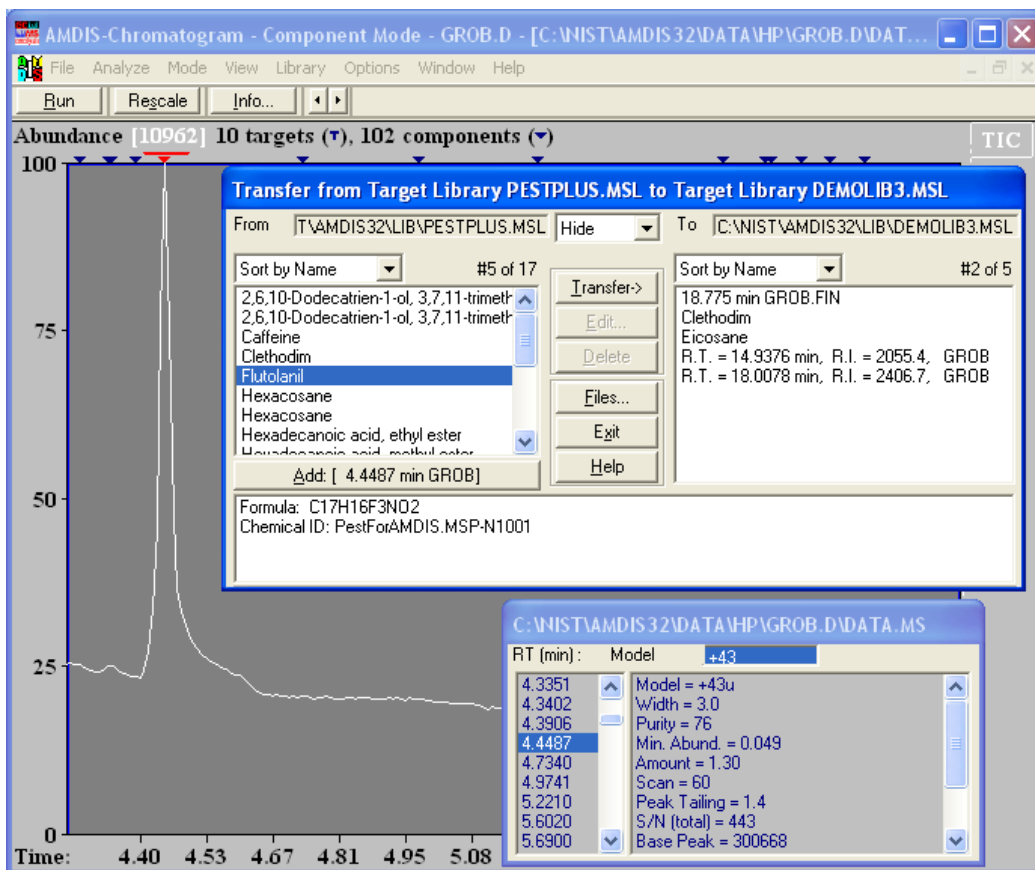 AMDIS-Chromatogram - Component Mode - GROB.D - [C:\NIST\AMDIS32\DATA\HP\GROB.D\DAT...
File Analyze Mode View Library Options Window Help
Run Rescale Info...
Abundance [10962] 10 targets (T), 102 components (▼)
TIC
100
75
50
25
0
Time: 4.40 4.53 4.67 4.81 4.95 5.08
Transfer from Target Library PESTPLUS.MSL to Target Library DEMOLIB3.MSL
From T\AMDIS32\LIB\PESTPLUS.MSL Hide To C:\NIST\AMDIS32\LIB\DEMOLIB3.MSL
Sort by Name #5 of 17
2,6,10-Dodecatrien-1-ol, 3,7,11-trimeth
2,6,10-Dodecatrien-1-ol, 3,7,11-trimeth
Caffeine
Clethodim
Flutolanil
Hexacosane
Hexacosane
Hexadecanoic acid, ethyl ester
Hexadecanoic acid, methyl ester
Add: [ 4.4487 min GROB]
Transfer->
Edit...
Delete
Files...
Exit
Help
Sort by Name #2 of 5
18.775 min GROB.FIN
Clethodim
Eicosane
R.T. = 14.9376 min, R.I. = 2055.4, GROB
R.T. = 18.0078 min, R.I. = 2406.7, GROB
Formula: C17H16F3NO2
Chemical ID: PestForAMDIS.MSP-N1001
C:\NIST\AMDIS32\DATA\HP\GROB.D\DATA.MS
RT (min) : Model +43
4.3351
4.3402
4.3906
4.4487
4.7340
4.9741
5.2210
5.6020
5.6900
Model = +43u
Width = 3.0
Purity = 76
Min. Abund. = 0.049
Amount = 1.30
Scan = 60
Peak Tailing = 1.4
S/N (total) = 443
Base Peak = 300668